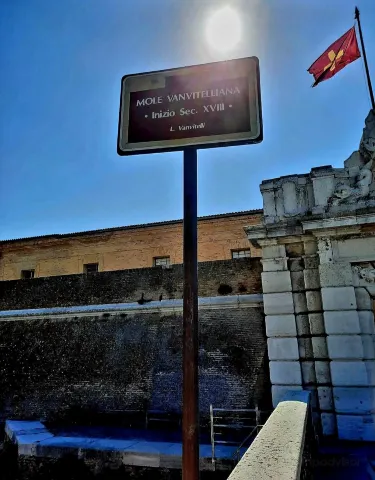 MOLE VANVITELLIANA
• Inizio Sec. XVIII •
L. Vanvitelli